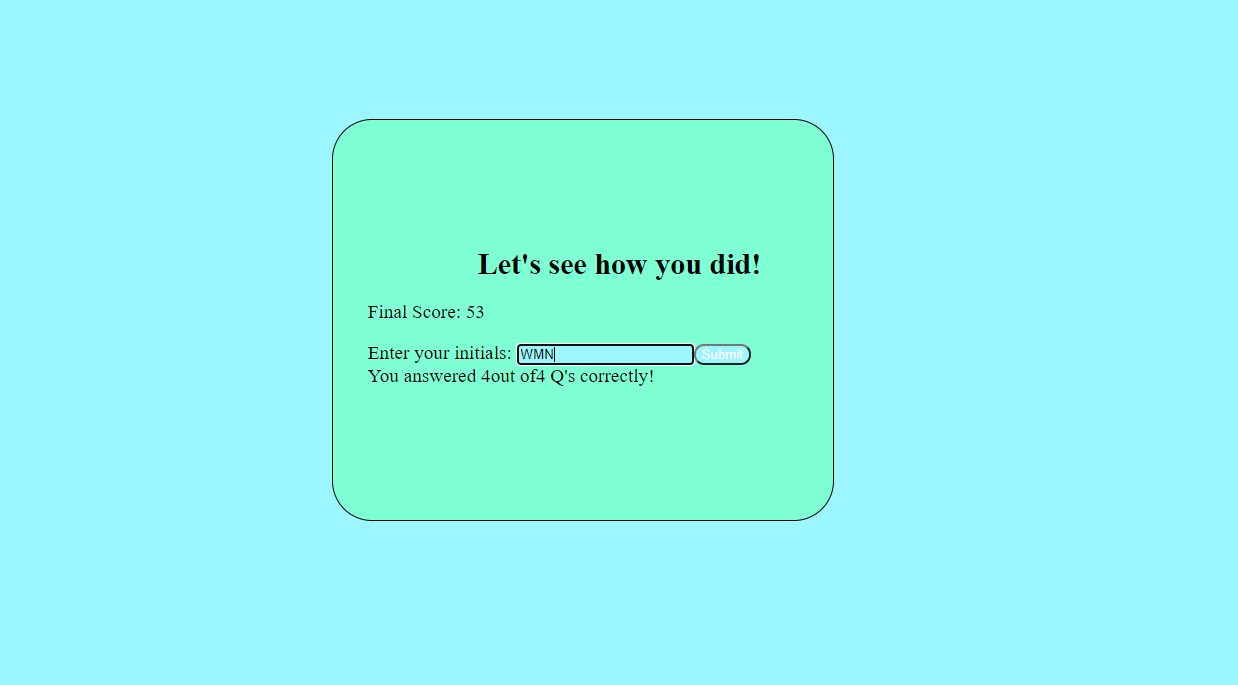 Let's see how you did!
Final Score: 53
Enter your initials: WMN Submit
You answered 4out of4 Q's correctly!